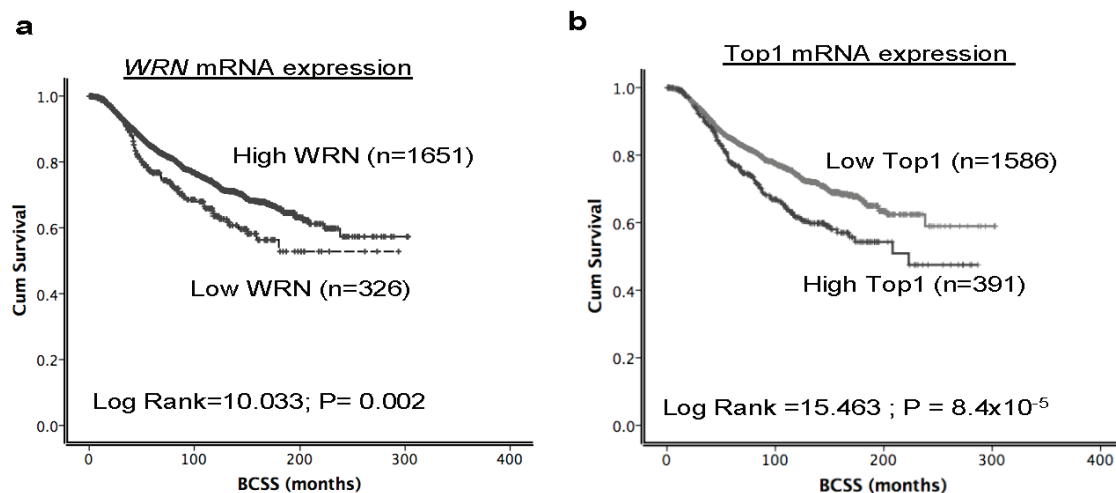 a
WRN mRNA expression
1.0
0.8
0.6
0.4
0.2
0.0
Cum Survival
High WRN (n=1651)
Low WRN (n=326)
Log Rank=10.033; P= 0.002
0 100 200 300 400
BCSS (months)
b
Top1 mRNA expression
1.0
0.8
0.6
0.4
0.2
0.0
Cum Survival
Low Top1 (n=1586)
High Top1 (n=391)
Log Rank =15.463 ; P = 8.4x10⁻⁵
0 100 200 300 400
BCSS (months)